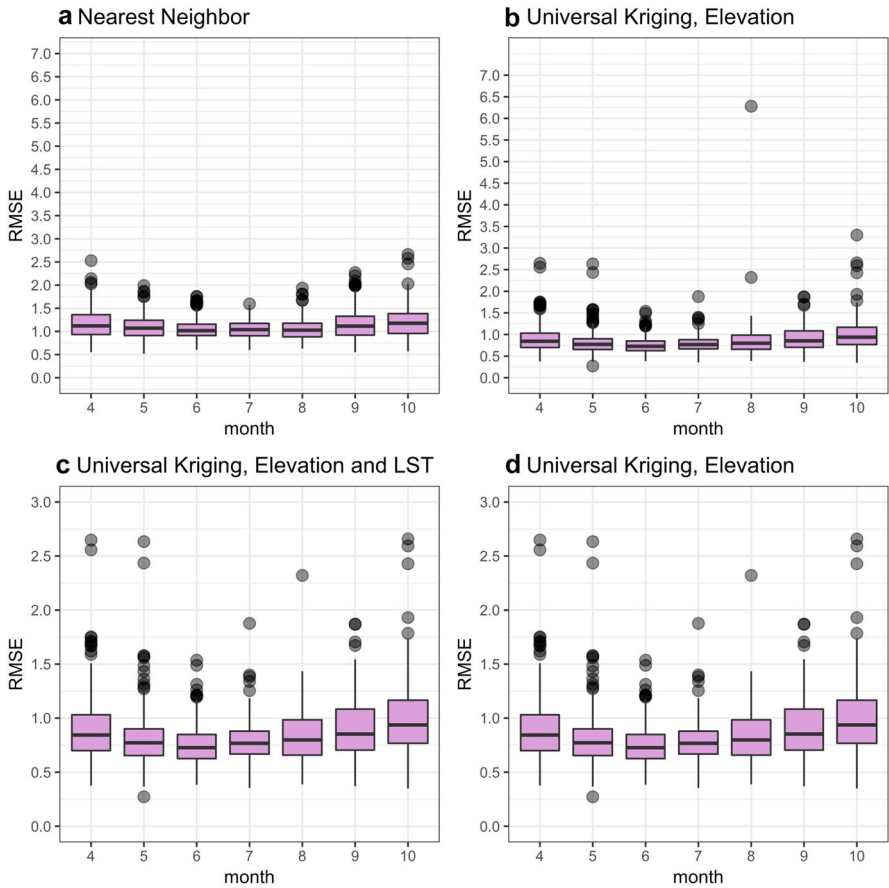 a Nearest Neighbor
RMSE
7.0
6.5
6.0
5.5
5.0
4.5
4.0
3.5
3.0
2.5
2.0
1.5
1.0
0.5
0.0
4 5 6 7 8 9 10
month
b Universal Kriging, Elevation
RMSE
7.0
6.5
6.0
5.5
5.0
4.5
4.0
3.5
3.0
2.5
2.0
1.5
1.0
0.5
0.0
4 5 6 7 8 9 10
month
c Universal Kriging, Elevation and LST
RMSE
3.0
2.5
2.0
1.5
1.0
0.5
0.0
4 5 6 7 8 9 10
month
d Universal Kriging, Elevation
RMSE
3.0
2.5
2.0
1.5
1.0
0.5
0.0
4 5 6 7 8 9 10
month